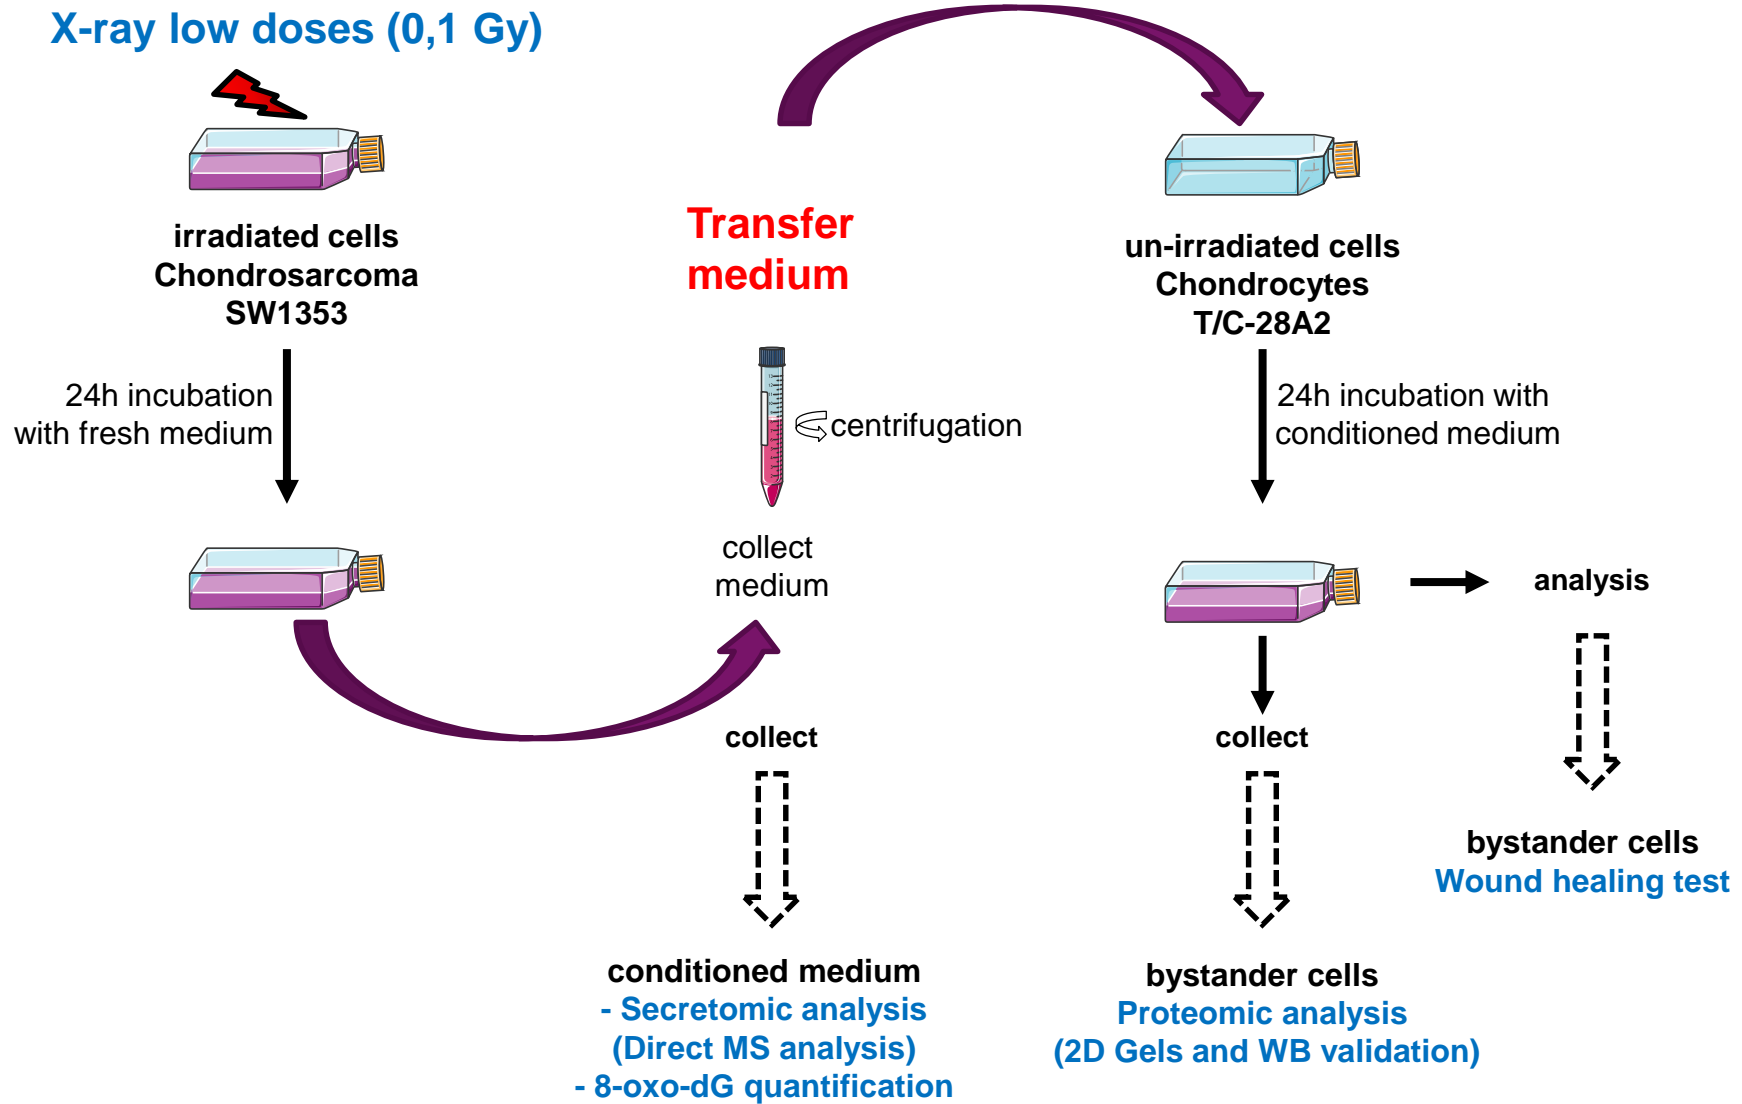 X-ray low doses (0,1 Gy)
irradiated cells
Chondrosarcoma
SW1353
24h incubation
with fresh medium
Transfer
medium
centrifugation
collect
medium
collect
conditioned medium
- Secretomic analysis
(Direct MS analysis)
- 8-oxo-dG quantification
un-irradiated cells
Chondrocytes
T/C-28A2
24h incubation with
conditioned medium
collect
bystander cells
Proteomic analysis
(2D Gels and WB validation)
analysis
bystander cells
Wound healing test